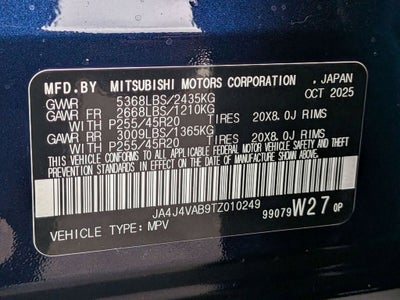 MFD.BY MITSUBISHI MOTORS CORPORATION , JAPAN
OCT 2025
GVWR 5368LBS/2435KG
GAWR FR 2668LBS/1210KG
WITH P255/45R20 TIRES 20X8.0J RIMS
GAWR RR 3009LBS/1365KG
WITH P255/45R20 TIRES 20X8.0J RIMS
THIS VEHICLE CONFORMS TO ALL APPLICABLE
FEDERAL MOTOR VEHICLE SAFETY AND THEFT
PREVENTION STANDARDS IN EFFECT ON THE DATE
OF MANUFACTURE SHOWN ABOVE.
JA4J4VAB9TZ010249
99079 W27 0P
VEHICLE TYPE: MPV